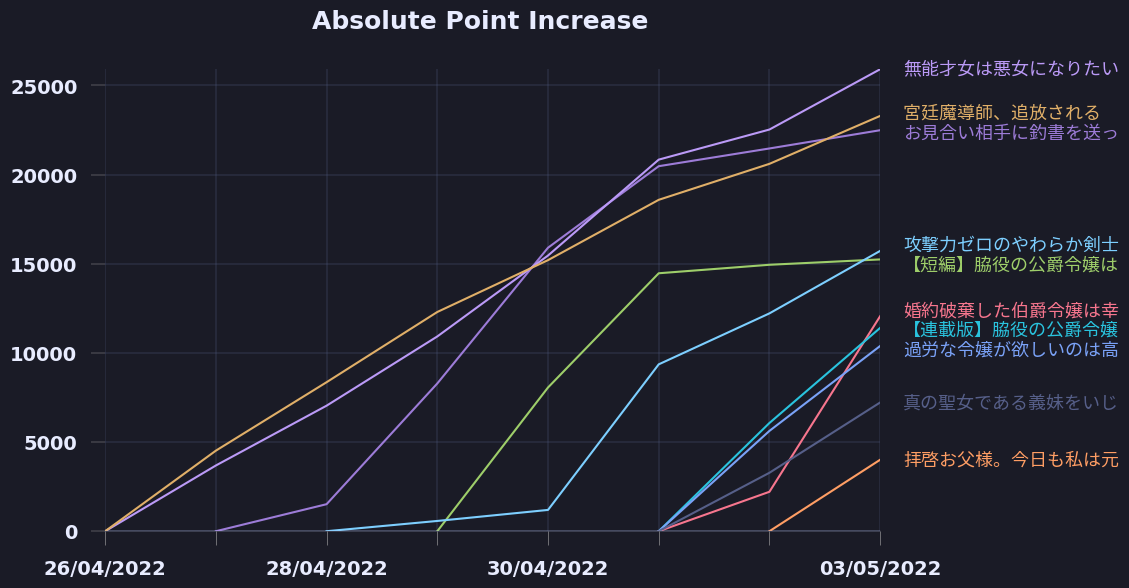 Absolute Point Increase
25000
20000
15000
10000
5000
0
26/04/2022
28/04/2022
30/04/2022
03/05/2022
無能才女は悪女になりたい
宮廷魔導師、追放される
お見合い相手に釣書を送っ
攻撃力ゼロのやわらか剣士
【短編】脇役の公爵令嬢は
婚約破棄した伯爵令嬢は幸
【連載版】脇役の公爵令嬢
過労な令嬢が欲しいのは高
真の聖女である義妹をいじ
拝啓お父様。今日も私は元